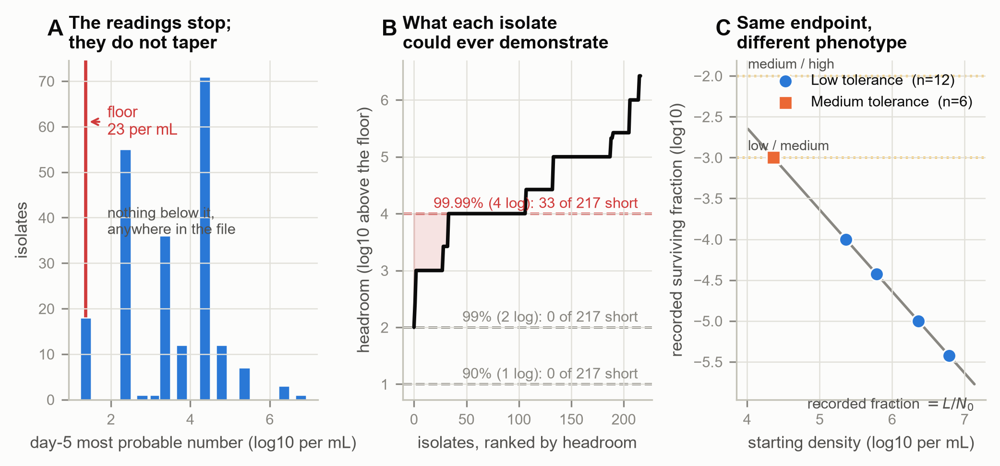 A
The readings stop;
they do not taper
70
60
50
40
30
20
10
0
isolates
floor
23 per mL
nothing below it,
anywhere in the file
2
4
6
day-5 most probable number (log10 per mL)
B
What each isolate
could ever demonstrate
6
5
4
3
2
1
headroom (log10 above the floor)
99.99% (4 log): 33 of 217 short
99% (2 log): 0 of 217 short
90% (1 log): 0 of 217 short
0
50
100
150
200
isolates, ranked by headroom
C
Same endpoint,
different phenotype
−2.0
−2.5
−3.0
−3.5
−4.0
−4.5
−5.0
−5.5
recorded surviving fraction (log10)
medium / high
Low tolerance (n=12)
Medium tolerance (n=6)
low / medium
recorded fraction = L/N₀
4
5
6
7
starting density (log10 per mL)